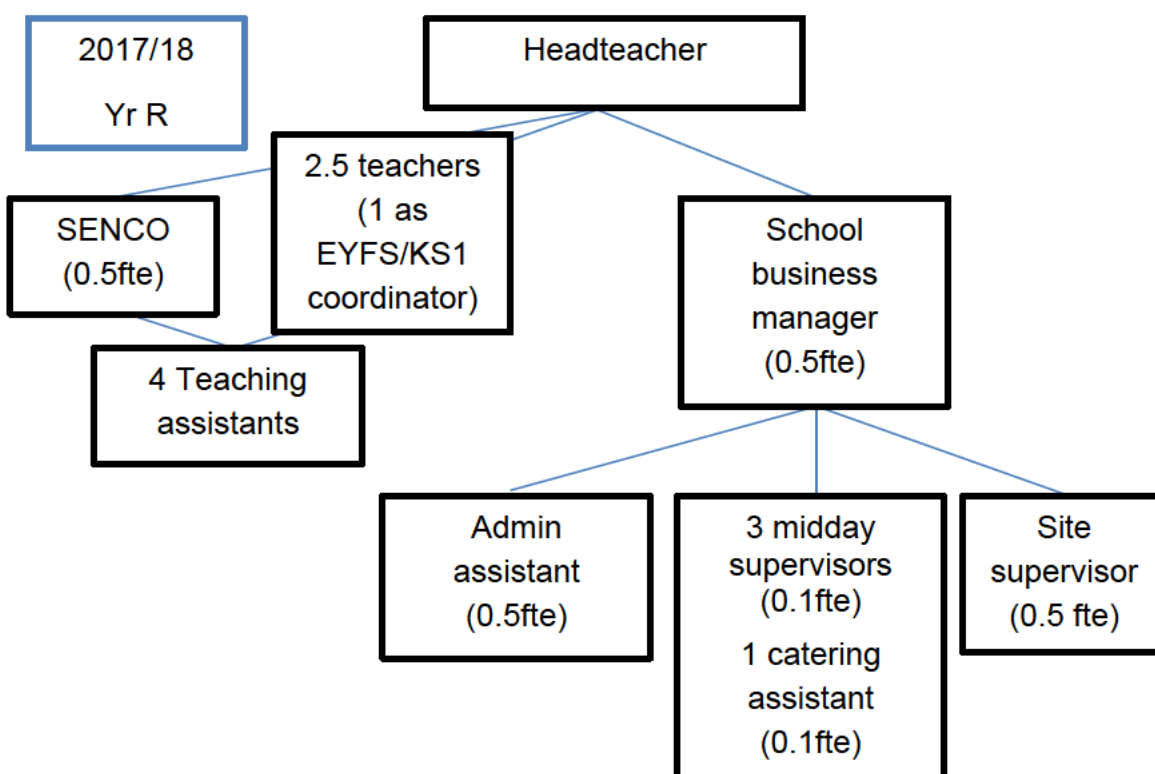 2017/18
Yr R
Headteacher
2.5 teachers
(1 as
EYFS/KS1
coordinator)
SENCO
(0.5fte)
School
business
manager
(0.5fte)
4 Teaching
assistants
Admin
assistant
(0.5fte)
3 midday
supervisors
(0.1fte)
1 catering
assistant
(0.1fte)
Site
supervisor
(0.5 fte)